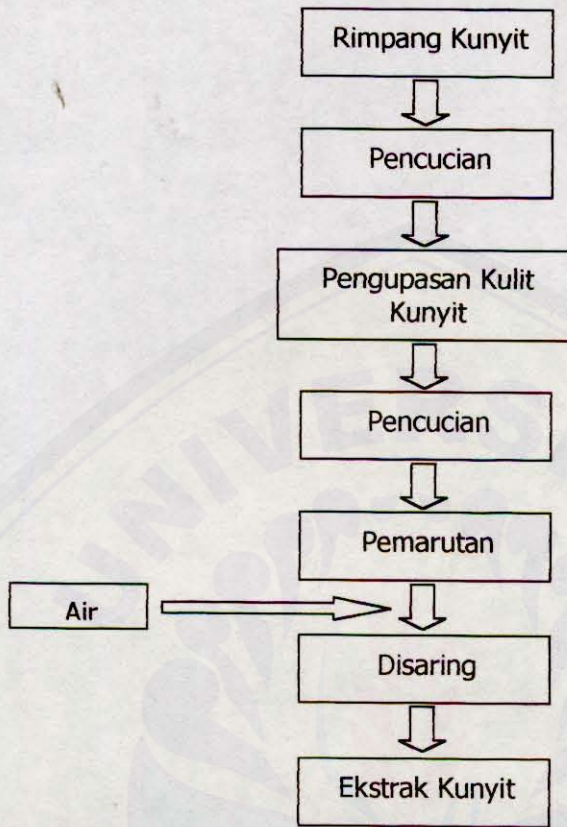 Rimpang Kunyit
Pencucian
Pengupasan Kulit
Kunyit
Pencucian
Pemarutan
Air
Disaring
Ekstrak Kunyit